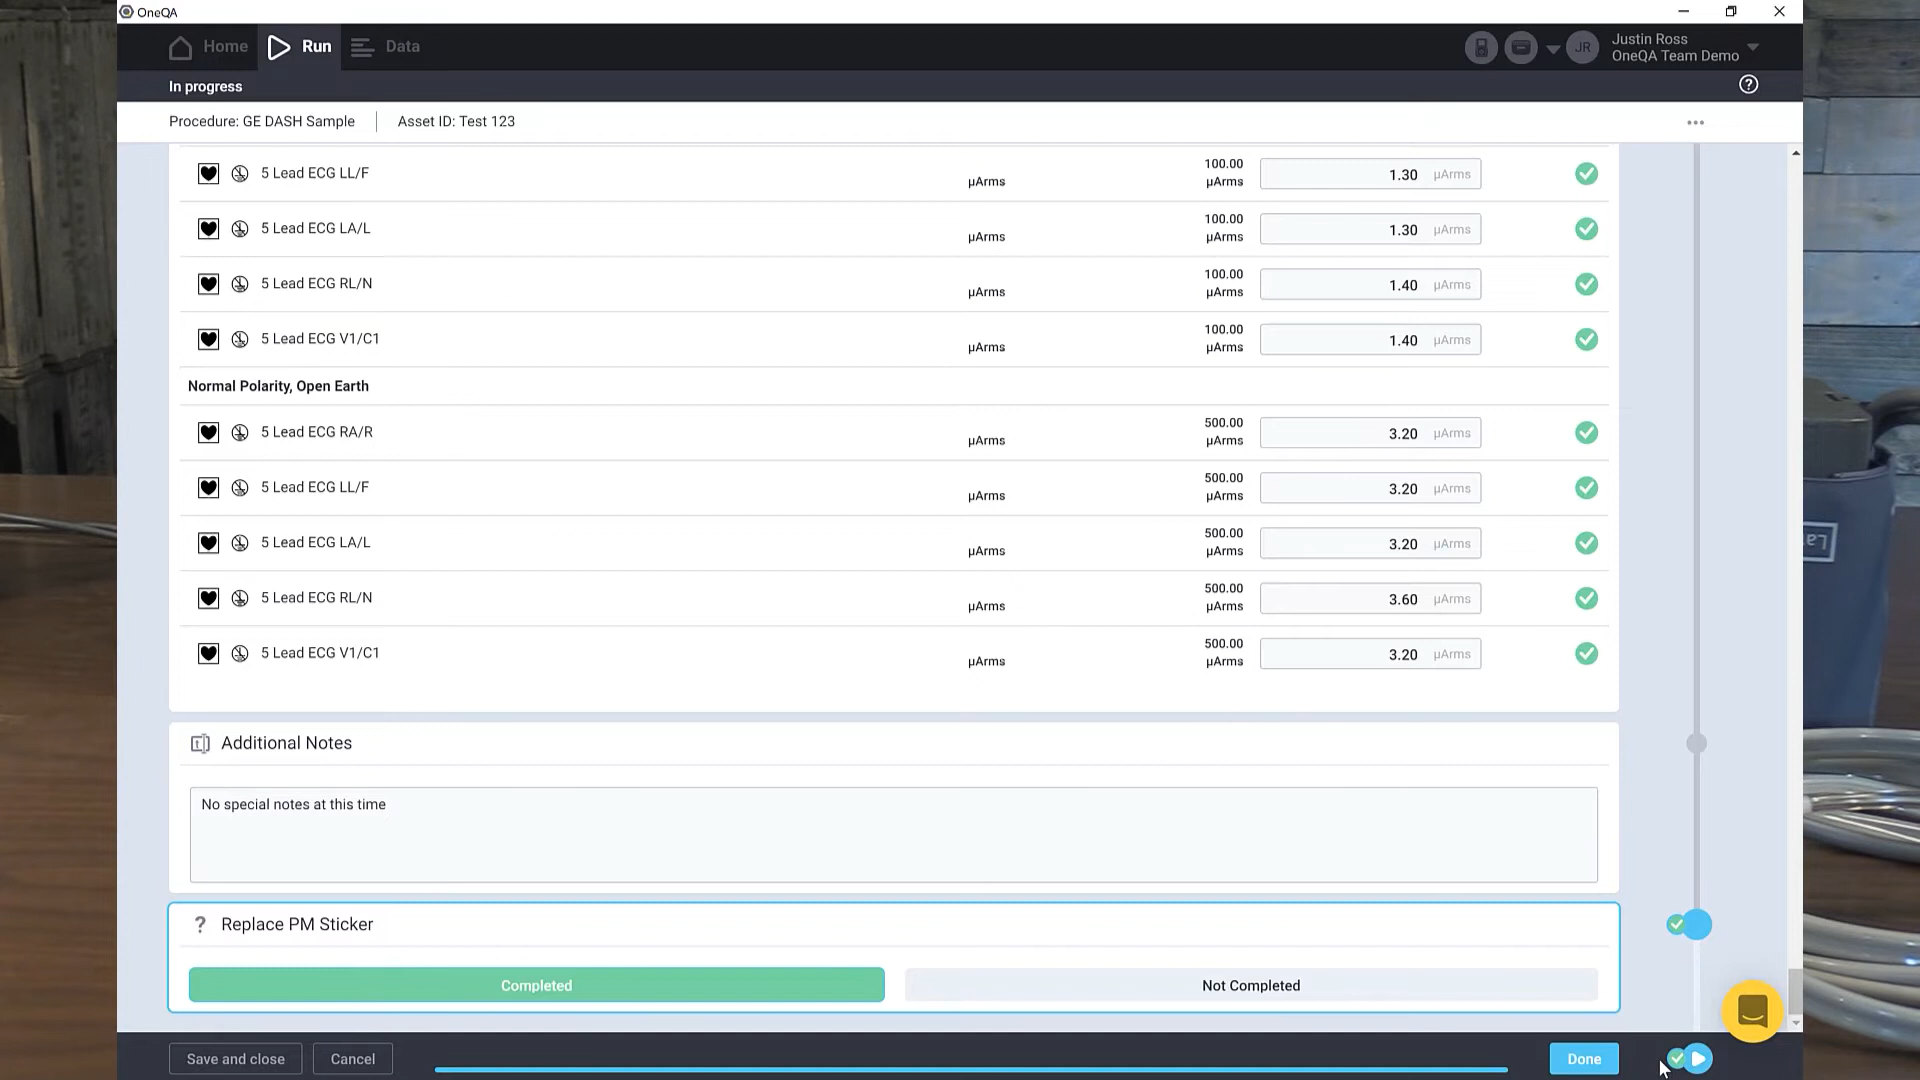 OneQA
Home Run Data
JR
Justin Ross
OneQA Team Demo
In progress
Procedure: GE DASH Sample
Asset ID: Test 123
5 Lead ECG LL/F µArms 100.00 µArms 1.30 µArms
5 Lead ECG LA/L µArms 100.00 µArms 1.30 µArms
5 Lead ECG RL/N µArms 100.00 µArms 1.40 µArms
5 Lead ECG V1/C1 µArms 100.00 µArms 1.40 µArms
Normal Polarity, Open Earth
5 Lead ECG RA/R µArms 500.00 µArms 3.20 µArms
5 Lead ECG LL/F µArms 500.00 µArms 3.20 µArms
5 Lead ECG LA/L µArms 500.00 µArms 3.20 µArms
5 Lead ECG RL/N µArms 500.00 µArms 3.60 µArms
5 Lead ECG V1/C1 µArms 500.00 µArms 3.20 µArms
Additional Notes
No special notes at this time
? Replace PM Sticker
Completed
Not Completed
Save and close
Cancel
Done